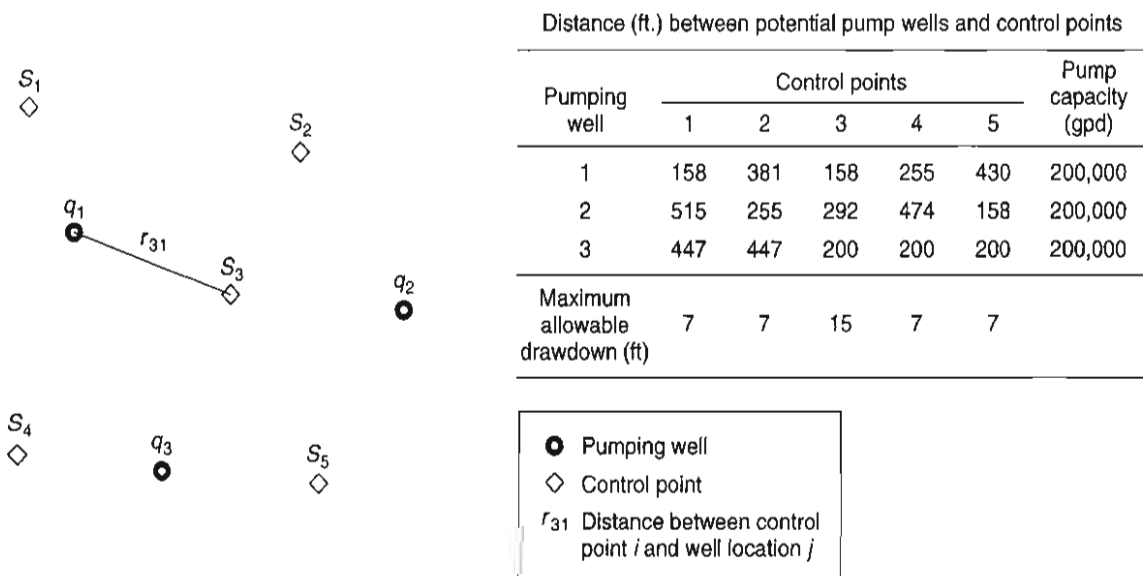 S1
S2
q1
r31
S3
q2
S4
q3
S5
Distance (ft.) between potential pump wells and control points
Pumping well Control points Pump capacity (gpd)
1 2 3 4 5
1 158 381 158 255 430 200,000
2 515 255 292 474 158 200,000
3 447 447 200 200 200 200,000
Maximum allowable drawdown (ft) 7 7 15 7 7
Pumping well
Control point
r31 Distance between control
point i and well location j